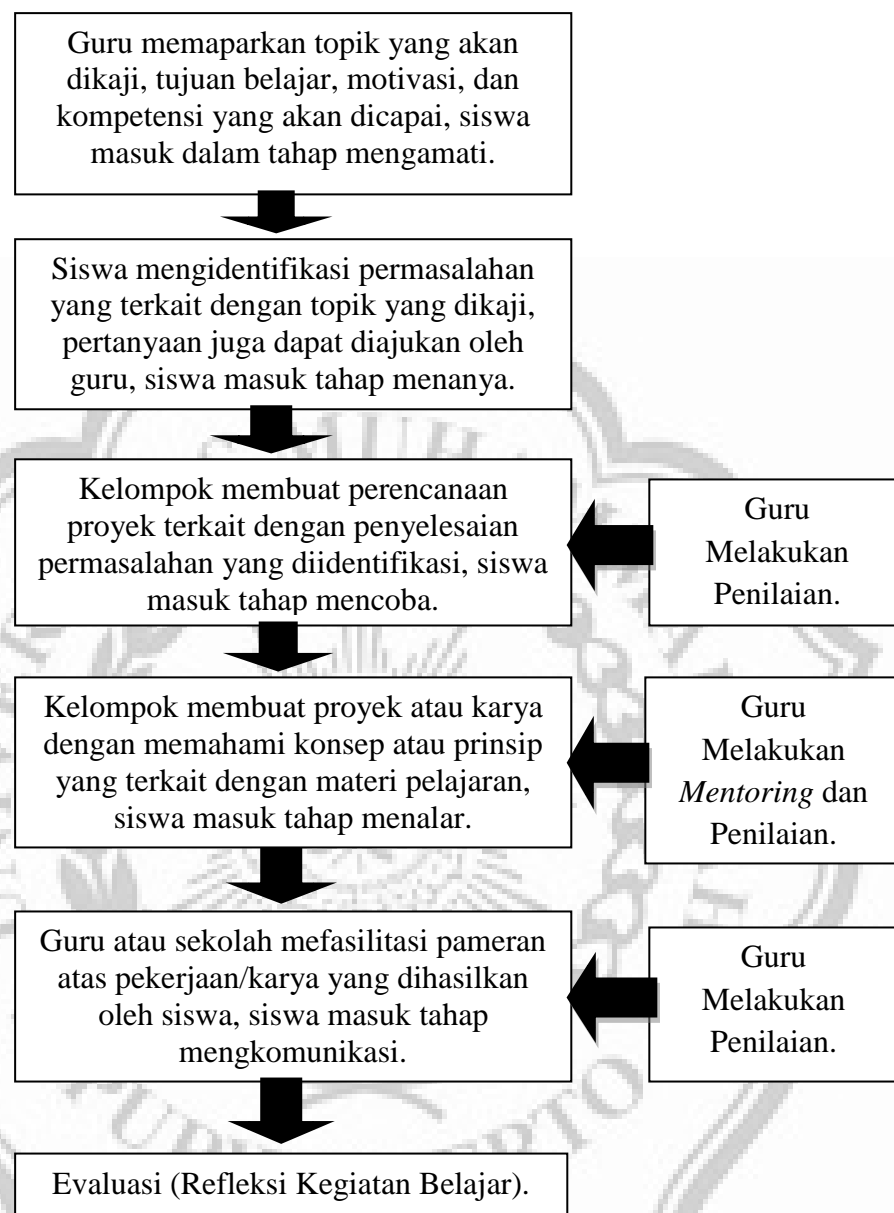 Guru memaparkan topik yang akan
dikaji, tujuan belajar, motivasi, dan
kompetensi yang akan dicapai, siswa
masuk dalam tahap mengamati.
Siswa mengidentifikasi permasalahan
yang terkait dengan topik yang dikaji,
pertanyaan juga dapat diajukan oleh
guru, siswa masuk tahap menanya.
Kelompok membuat perencanaan
proyek terkait dengan penyelesaian
permasalahan yang diidentifikasi, siswa
masuk tahap mencoba.
Guru
Melakukan
Penilaian.
Kelompok membuat proyek atau karya
dengan memahami konsep atau prinsip
yang terkait dengan materi pelajaran,
siswa masuk tahap menalar.
Guru
Melakukan
Mentoring dan
Penilaian.
Guru atau sekolah mefasilitasi pameran
atas pekerjaan/karya yang dihasilkan
oleh siswa, siswa masuk tahap
mengkomunikasi.
Guru
Melakukan
Penilaian.
Evaluasi (Refleksi Kegiatan Belajar).